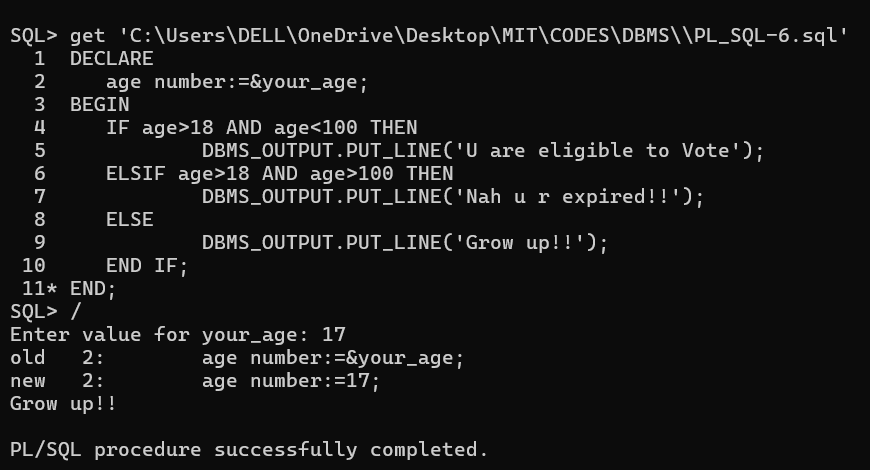 SQL> get 'C:\Users\DELL\OneDrive\Desktop\MIT\CODES\DBMS\\PL_SQL-6.sql'
  1  DECLARE
  2     age number:=&your_age;
  3  BEGIN
  4     IF age>18 AND age<100 THEN
  5             DBMS_OUTPUT.PUT_LINE('U are eligible to Vote');
  6     ELSIF age>18 AND age>100 THEN
  7             DBMS_OUTPUT.PUT_LINE('Nah u r expired!!');
  8     ELSE
  9             DBMS_OUTPUT.PUT_LINE('Grow up!!');
 10     END IF;
 11* END;
SQL> /
Enter value for your_age: 17
old   2:        age number:=&your_age;
new   2:        age number:=17;
Grow up!!

PL/SQL procedure successfully completed.